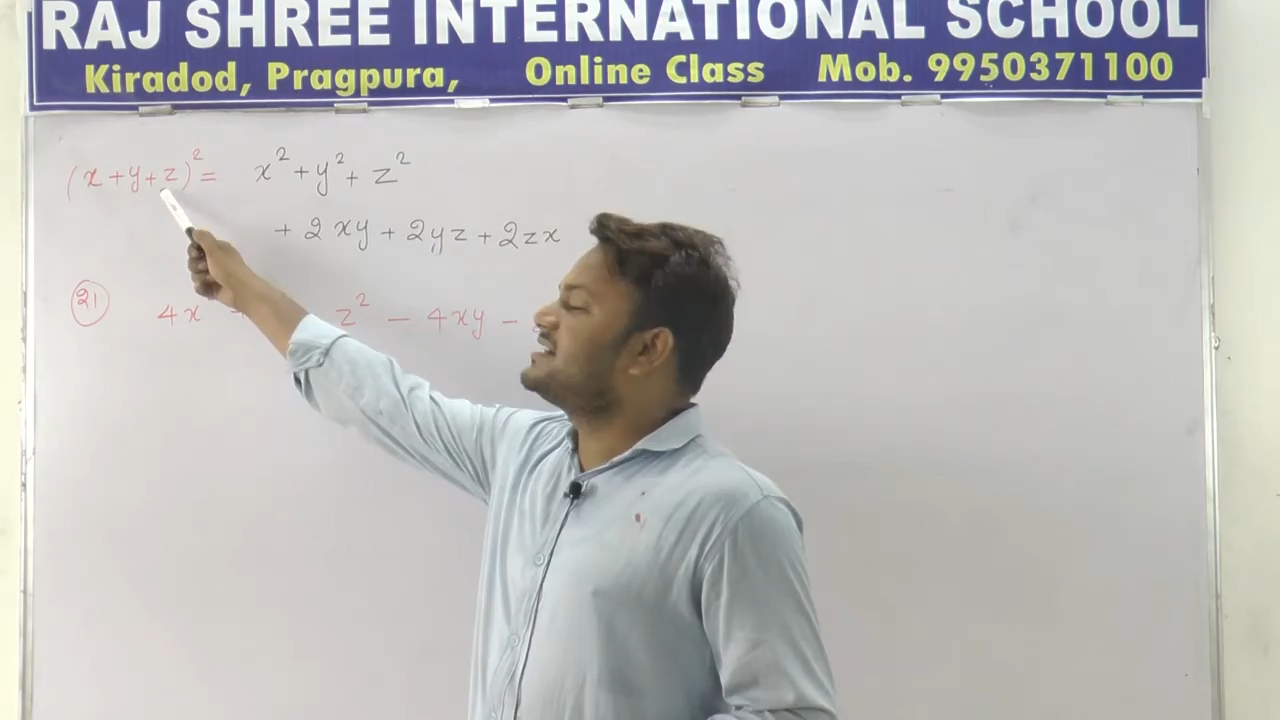 RAJ SHREE INTERNATIONAL SCHOOL
Kiradod, Pragpura, Online Class Mob. 9950371100
(x+y+z)² = x² + y² + z²
+ 2xy + 2yz + 2zx
21 4x z² - 4xy -